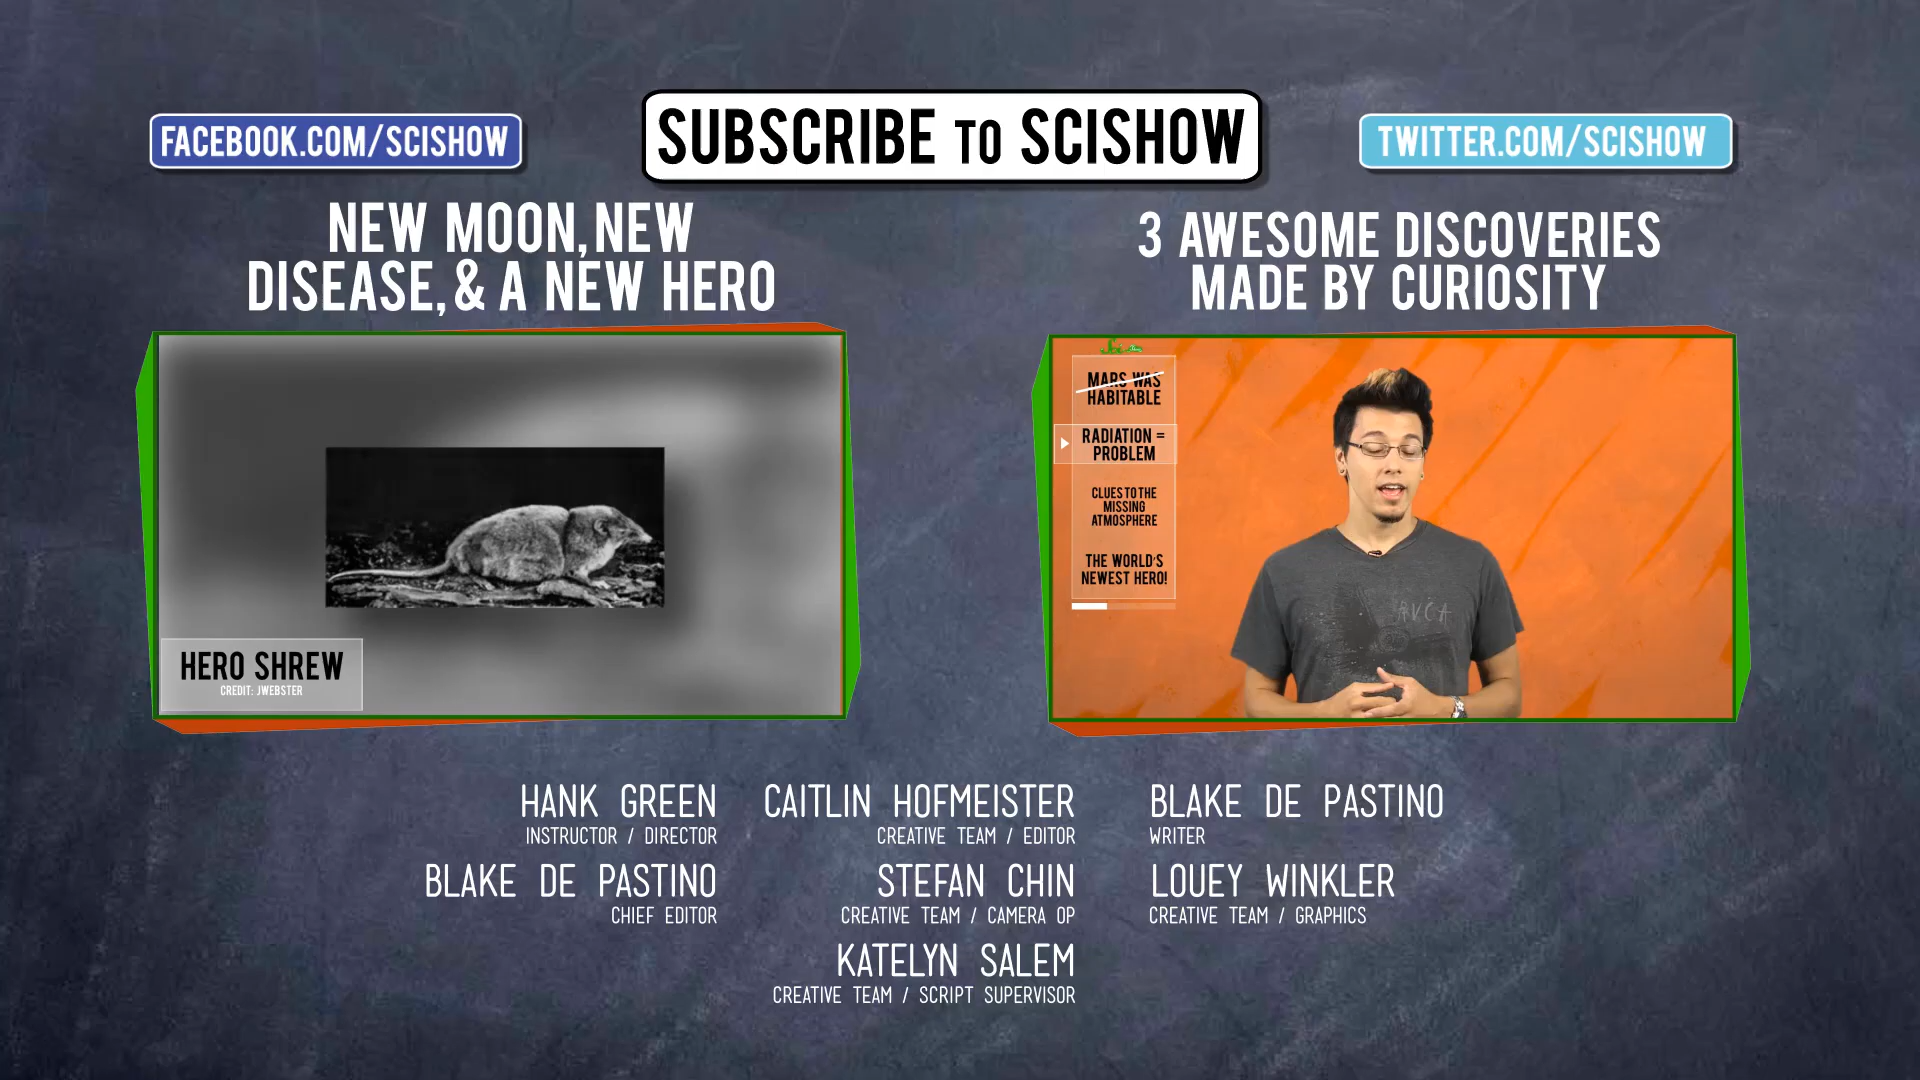 FACEBOOK.COM/SCISHOW
SUBSCRIBE TO SCISHOW
TWITTER.COM/SCISHOW
NEW MOON, NEW
DISEASE, & A NEW HERO
3 AWESOME DISCOVERIES
MADE BY CURIOSITY
HERO SHREW
CREDIT: JWEBSTER
Sci
MARS WAS
HABITABLE
RADIATION =
PROBLEM
CLUES TO THE
MISSING
ATMOSPHERE
THE WORLD'S
NEWEST HERO!
RVCA
HANK GREEN
INSTRUCTOR / DIRECTOR
BLAKE DE PASTINO
CHIEF EDITOR
CAITLIN HOFMEISTER
CREATIVE TEAM / EDITOR
STEFAN CHIN
CREATIVE TEAM / CAMERA OP
KATELYN SALEM
CREATIVE TEAM / SCRIPT SUPERVISOR
BLAKE DE PASTINO
WRITER
LOUEY WINKLER
CREATIVE TEAM / GRAPHICS